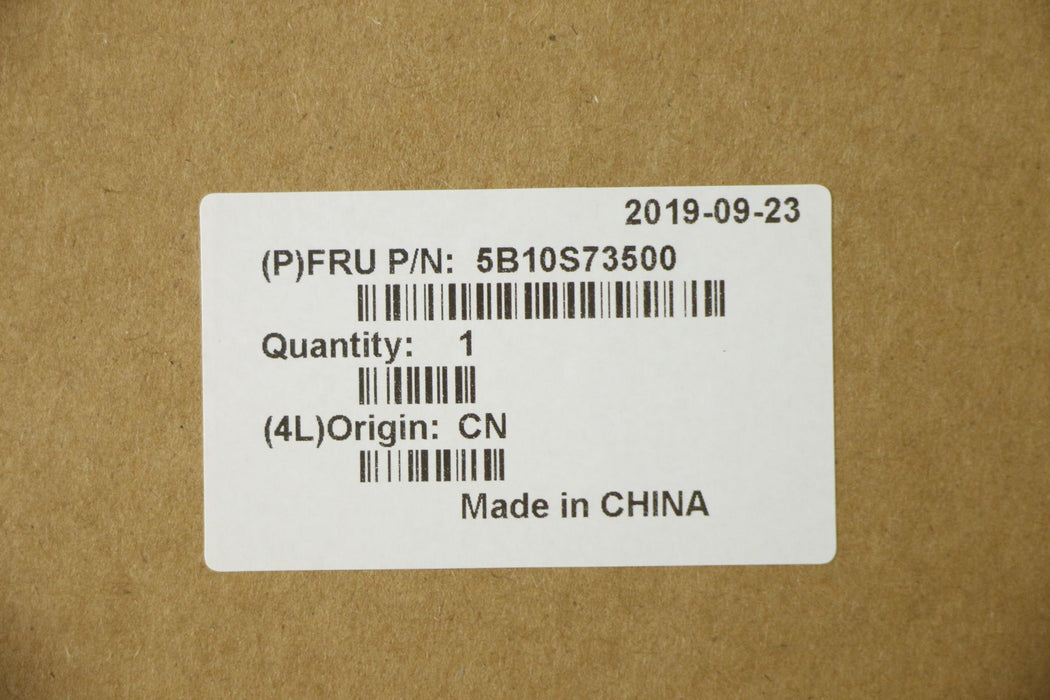 2019-09-23
(P)FRU P/N: 5B10S73500
Quantity: 1
(4L)Origin: CN
Made in CHINA